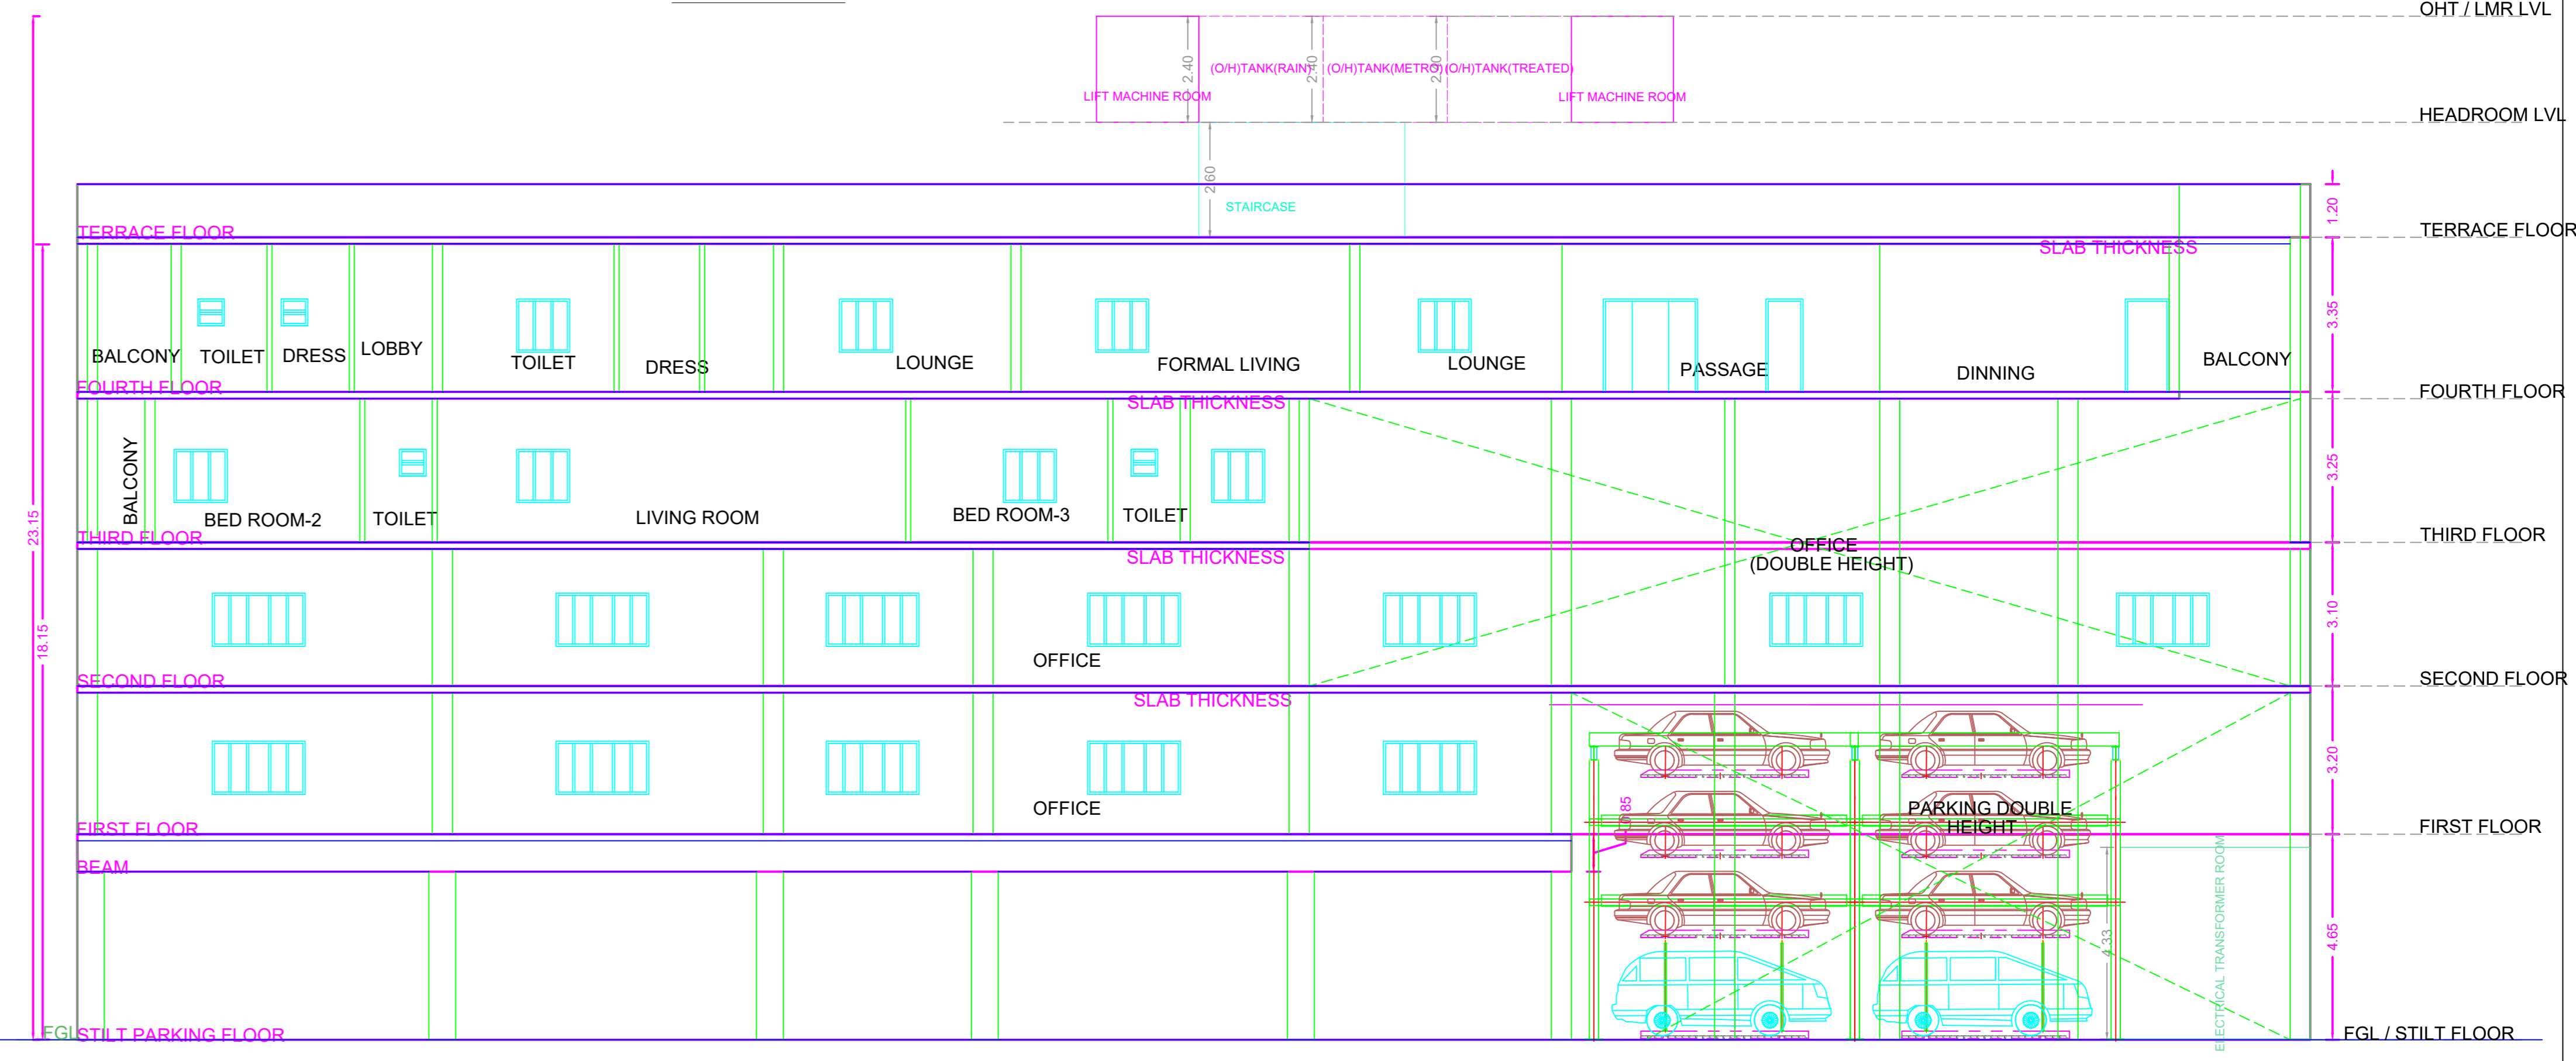 OHT / LMR LVL
2.40
(O/H)TANK(RAIN)
2.40
(O/H)TANK(METRO)
2.40
(O/H)TANK(TREATED)
LIFT MACHINE ROOM
LIFT MACHINE ROOM
HEADROOM LVL
2.60
STAIRCASE
1.20
TERRACE FLOOR
TERRACE FLOOR
SLAB THICKNESS
3.35
BALCONY
TOILET
DRESS
LOBBY
TOILET
DRESS
LOUNGE
FORMAL LIVING
LOUNGE
PASSAGE
DINNING
BALCONY
FOURTH FLOOR
FOURTH FLOOR
SLAB THICKNESS
3.25
BALCONY
BED ROOM-2
TOILET
LIVING ROOM
BED ROOM-3
TOILET
23.15
THIRD FLOOR
THIRD FLOOR
OFFICE
(DOUBLE HEIGHT)
SLAB THICKNESS
3.10
18.15
OFFICE
SECOND FLOOR
SECOND FLOOR
SLAB THICKNESS
3.20
OFFICE
PARKING DOUBLE
HEIGHT
FIRST FLOOR
FIRST FLOOR
BEAM
4.33
ELECTRICAL TRANSFORMER ROOM
4.65
FGL
STILT PARKING FLOOR
FGL / STILT FLOOR